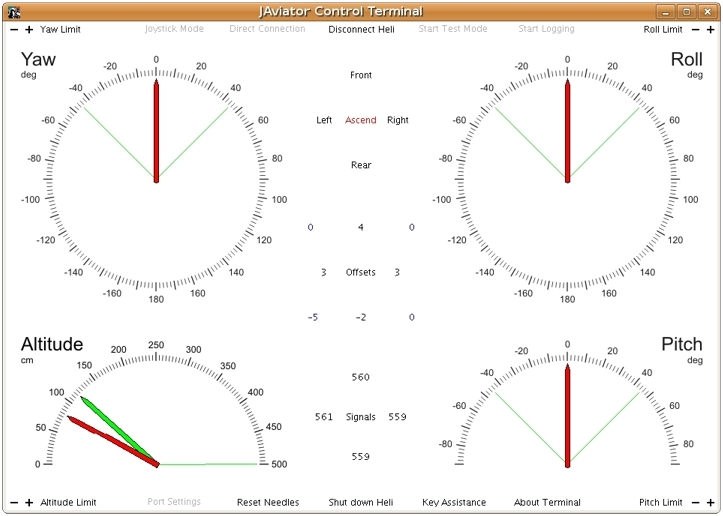 JAviator Control Terminal
− + Yaw Limit Joystick Mode Direct Connection Disconnect Heli Start Test Mode Start Logging Roll Limit − +
Yaw
deg
0
-20 20
-40 40
-60 60
-80 80
-100 100
-120 120
-140 140
-160 160
180
Front
Left Ascend Right
Rear
0 4 0
3 Offsets 3
-5 -2 0
Roll
deg
0
-20 20
-40 40
-60 60
-80 80
-100 100
-120 120
-140 140
-160 160
180
Altitude
cm
250
200 300
150 350
100 400
50 450
0 500
560
561 Signals 559
559
Pitch
deg
0
-20 20
-40 40
-60 60
-80 80
− + Altitude Limit Port Settings Reset Needles Shut down Heli Key Assistance About Terminal Pitch Limit − +